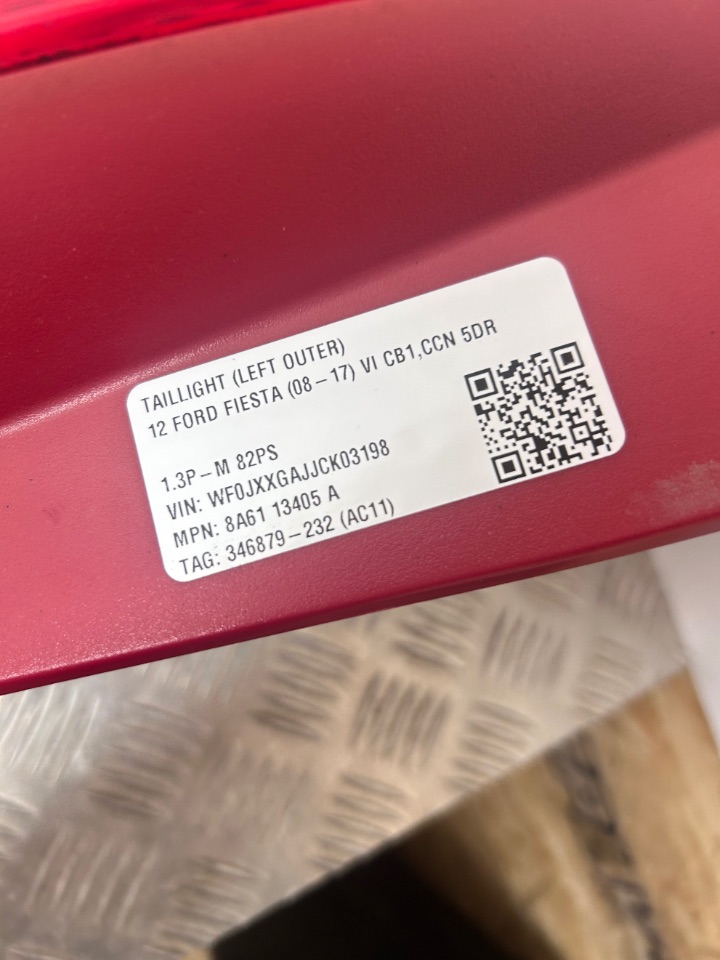 TAILLIGHT (LEFT OUTER)
12 FORD FIESTA (08-17) VI CB1,CCN 5DR
1.3P-M 82PS
VIN: WF0JXXGAJJCK03198
MPN: 8A61 13405 A
TAG: 346879-232 (AC11)